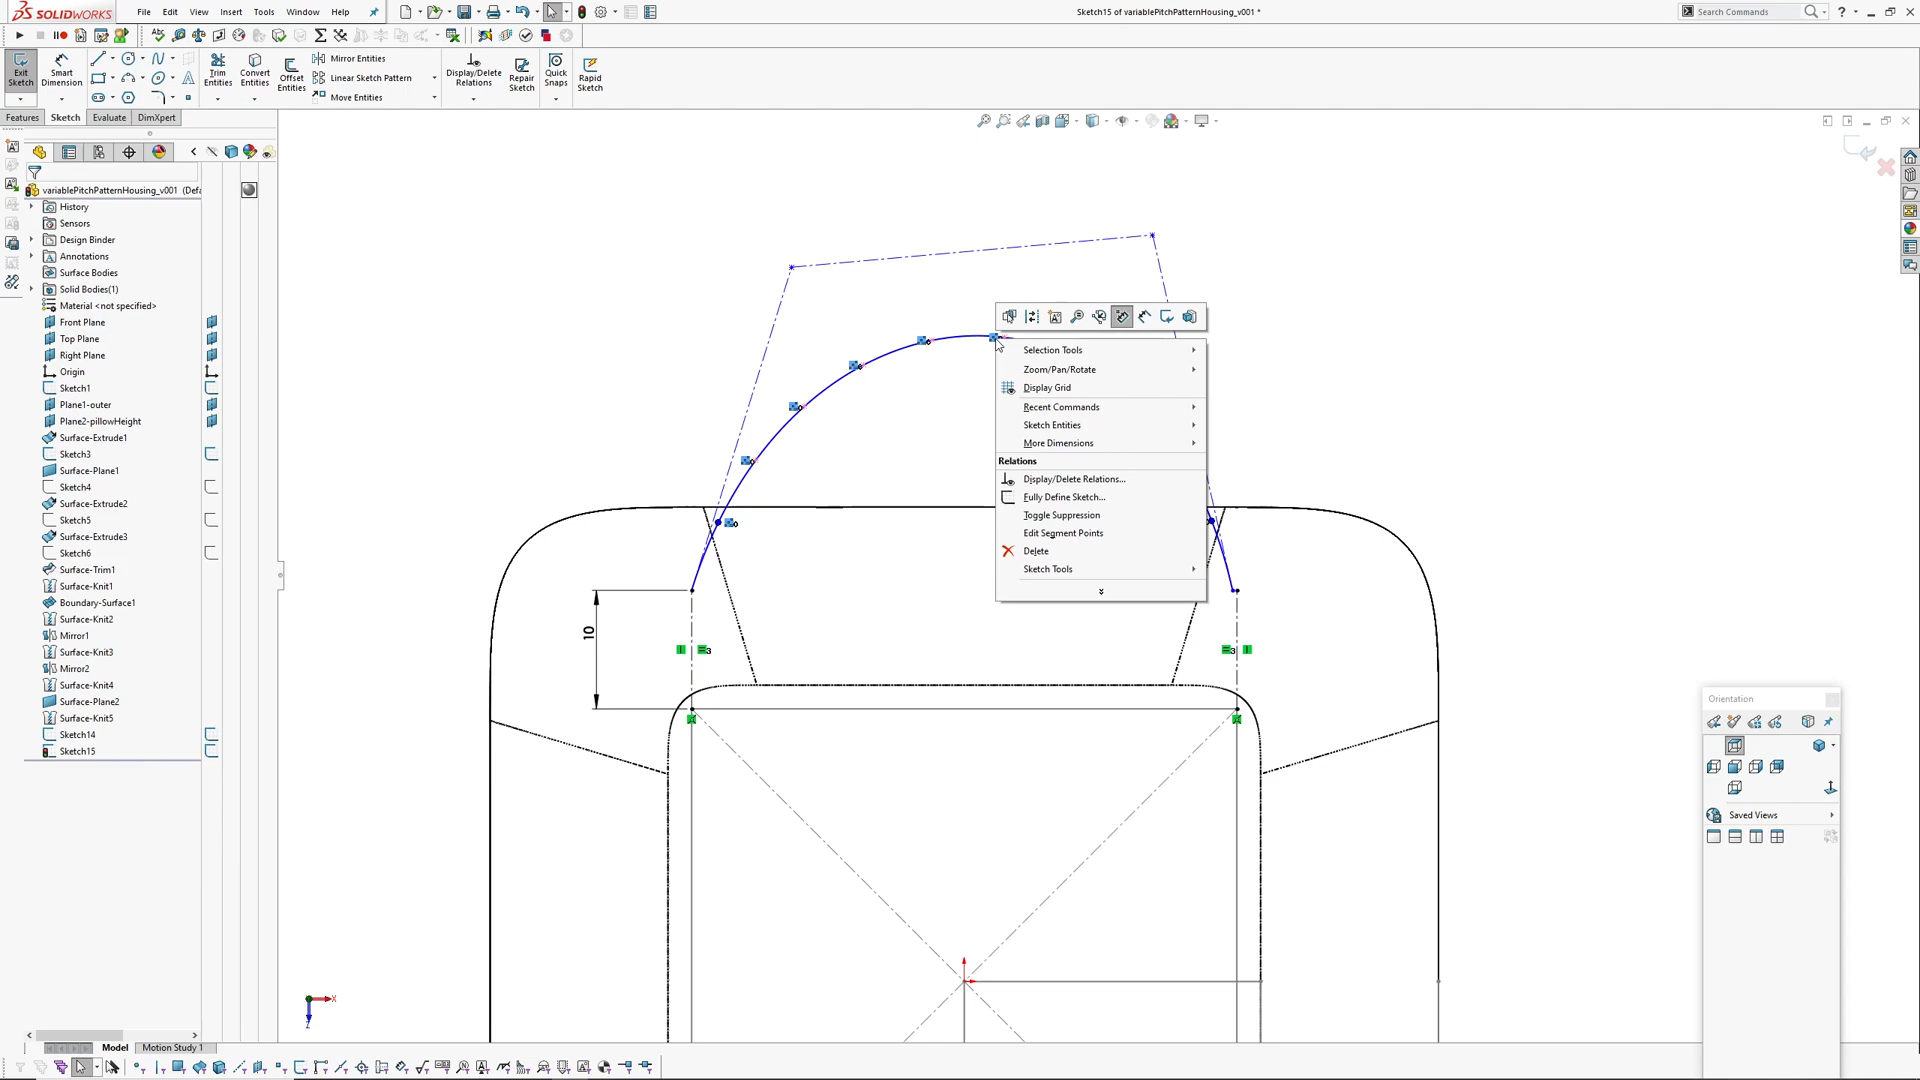 SOLIDWORKS File Edit View Insert Tools Window Help Sketch15 of variablePitchPatternHousing_v001 * Search Commands
Exit Sketch
Smart Dimension
Trim Entities
Convert Entities
Offset Entities
Mirror Entities
Linear Sketch Pattern
Move Entities
Display/Delete Relations
Repair Sketch
Quick Snaps
Rapid Sketch
Features Sketch Evaluate DimXpert
variablePitchPatternHousing_v001 (Defa
History
Sensors
Design Binder
Annotations
Surface Bodies
Solid Bodies(1)
Material <not specified>
Front Plane
Top Plane
Right Plane
Origin
Sketch1
Plane1-outer
Plane2-pillowHeight
Surface-Extrude1
Sketch3
Surface-Plane1
Sketch4
Surface-Extrude2
Sketch5
Surface-Extrude3
Sketch6
Surface-Trim1
Surface-Knit1
Boundary-Surface1
Surface-Knit2
Mirror1
Surface-Knit3
Mirror2
Surface-Knit4
Surface-Plane2
Surface-Knit5
Sketch14
Sketch15
Selection Tools
Zoom/Pan/Rotate
Display Grid
Recent Commands
Sketch Entities
More Dimensions
Relations
Display/Delete Relations...
Fully Define Sketch...
Toggle Suppression
Edit Segment Points
Delete
Sketch Tools
10
3
3
Orientation
Saved Views
X
Z
Model Motion Study 1